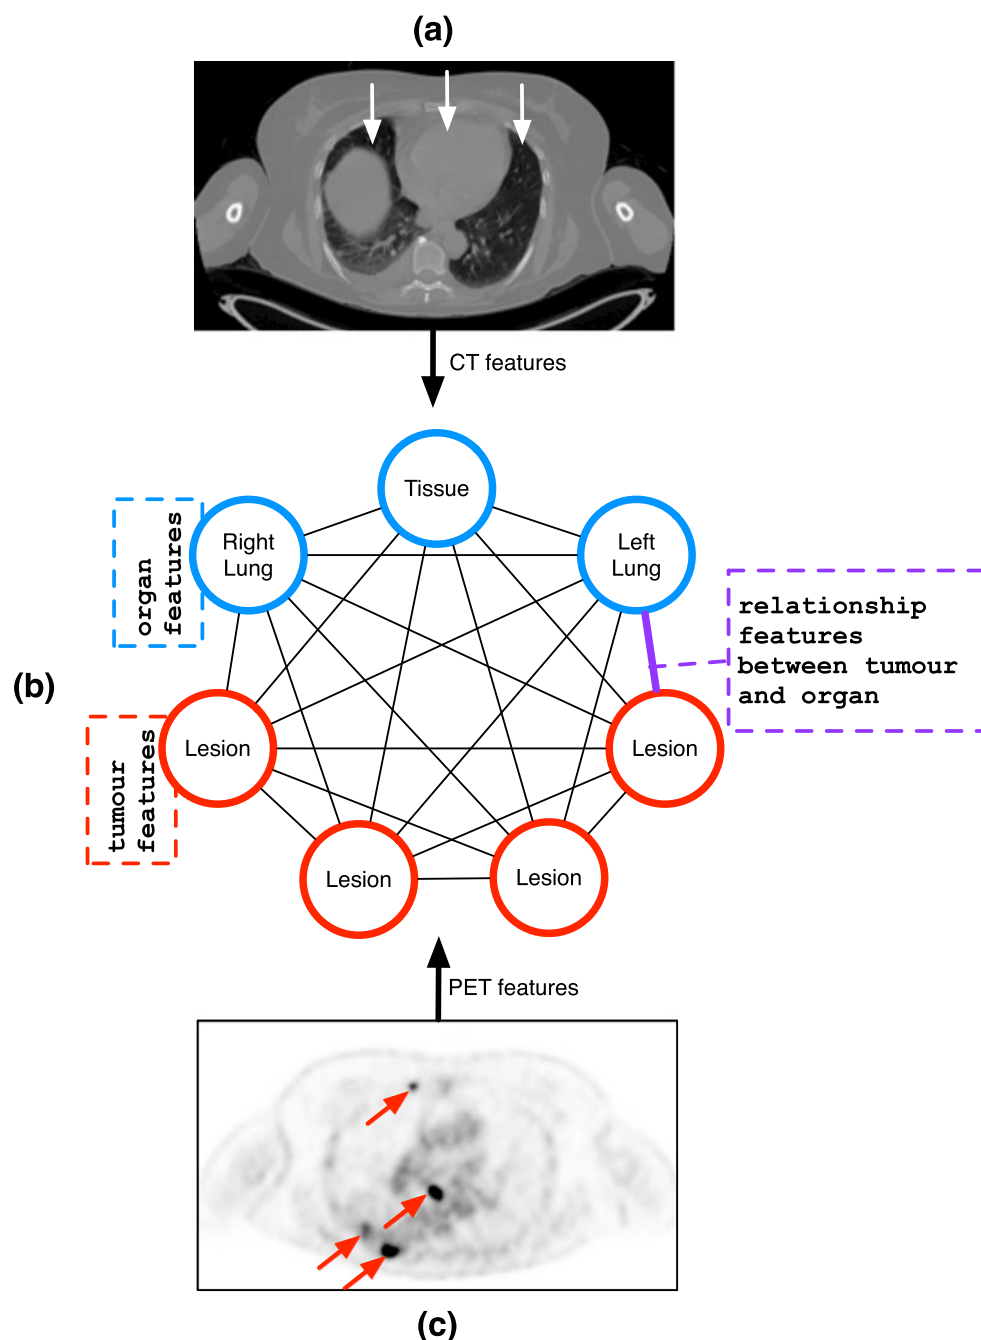 (a)
CT features
Tissue
Right
Lung
Left
Lung
organ
features
relationship
features
between tumour
and organ
(b)
Lesion
Lesion
tumour
features
Lesion
Lesion
PET features
(c)